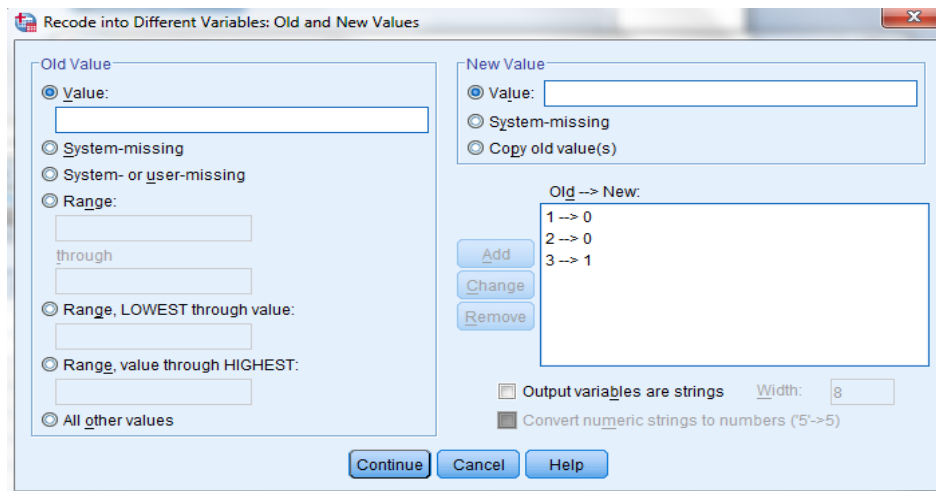 Recode into Different Variables: Old and New Values
Old Value
Value:
System-missing
System- or user-missing
Range:
through
Range, LOWEST through value:
Range, value through HIGHEST:
All other values
New Value
Value:
System-missing
Copy old value(s)
Old --> New:
1 --> 0
2 --> 0
3 --> 1
Add
Change
Remove
Output variables are strings Width: 8
Convert numeric strings to numbers ('5'->5)
Continue Cancel Help